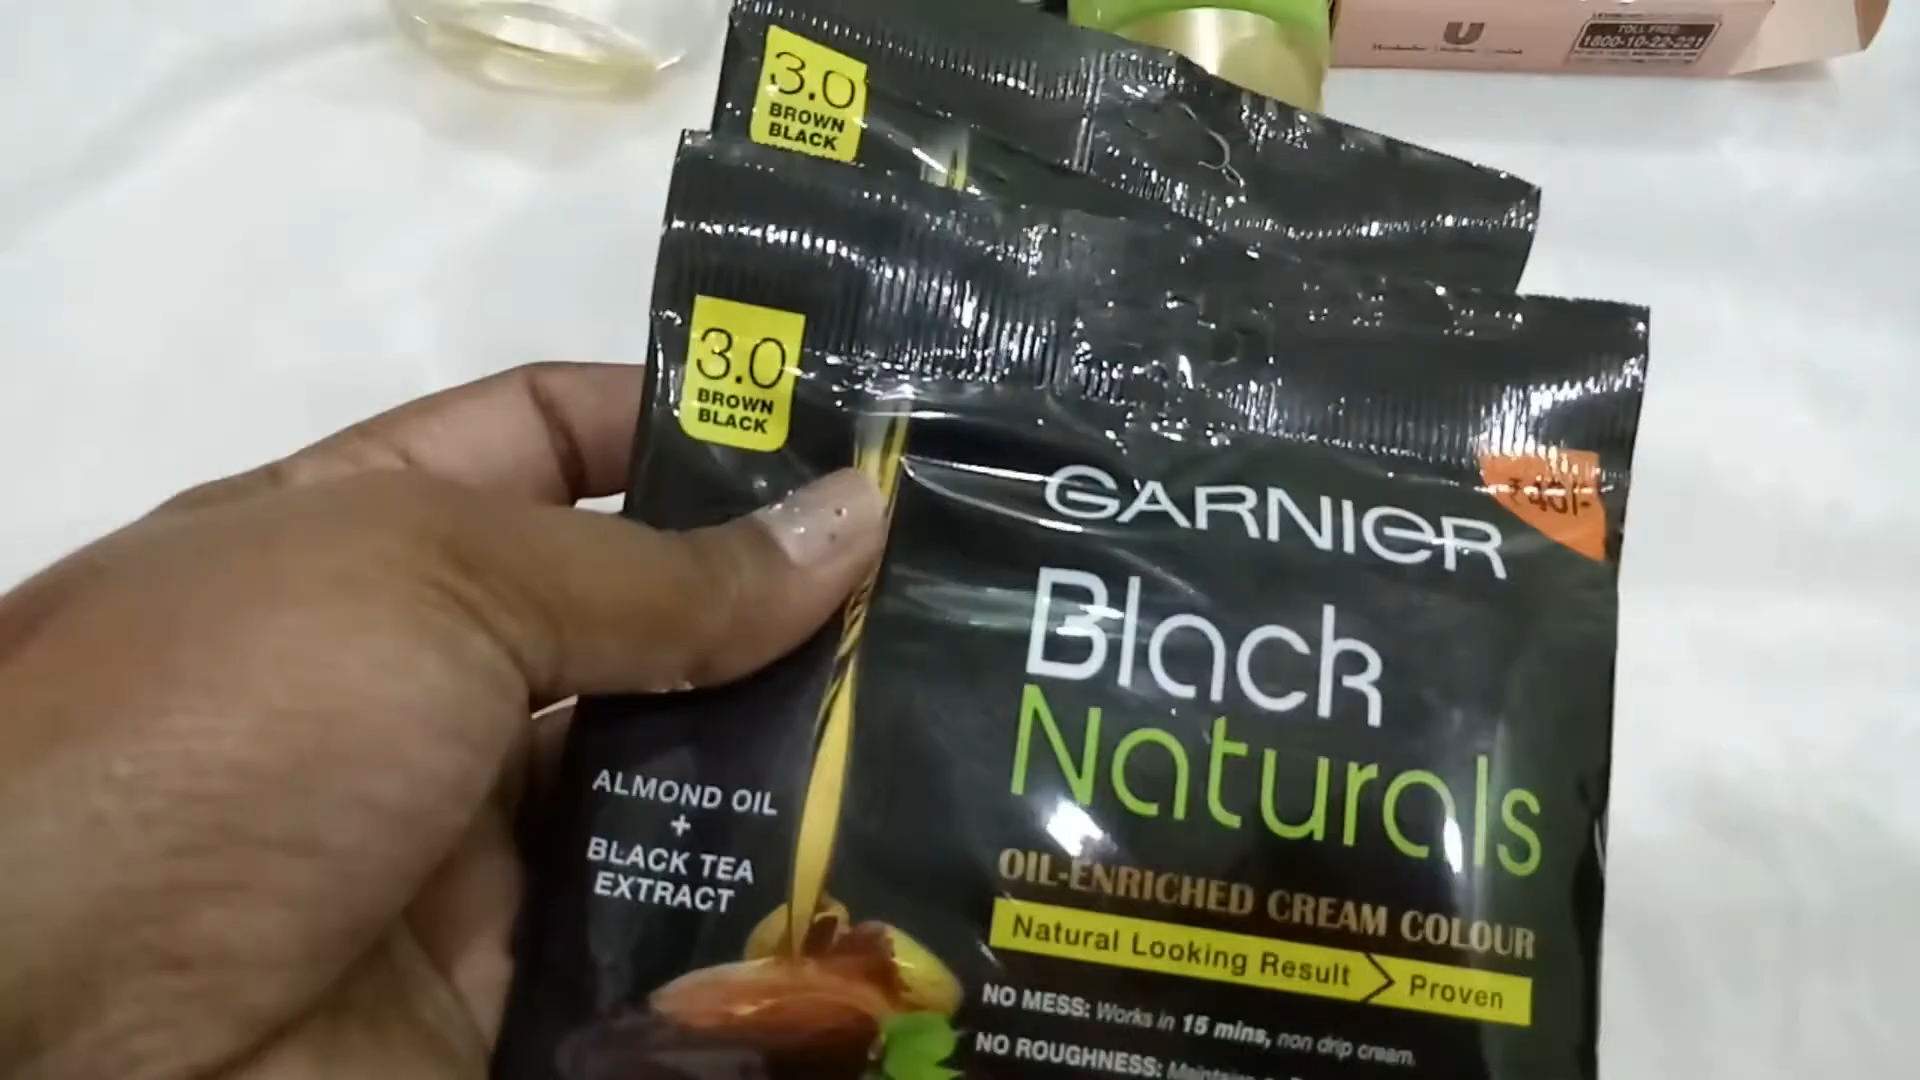 3.0
BROWN
BLACK
TOLL FREE
1800-10-22-221
3.0
BROWN
BLACK
GARNIER
₹40/-
Black
Naturals
ALMOND OIL
+
BLACK TEA
EXTRACT
OIL-ENRICHED CREAM COLOUR
Natural Looking Result Proven
NO MESS: Works in 15 mins, non drip cream.
NO ROUGHNESS: